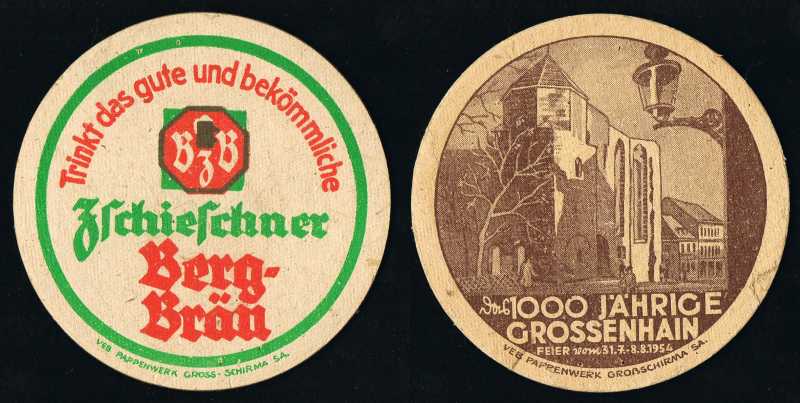 Trinkt das gute und bekömmliche
BZB
Zschieschner
Berg-
Bräu
VEB PAPPENWERK GROSS-SCHIRMA SA.
Das 1000 JÄHRIGE
GROSSENHAIN
FEIER vom 31.7.-8.8.1954
VEB PAPPENWERK GROßSCHIRMA SA.